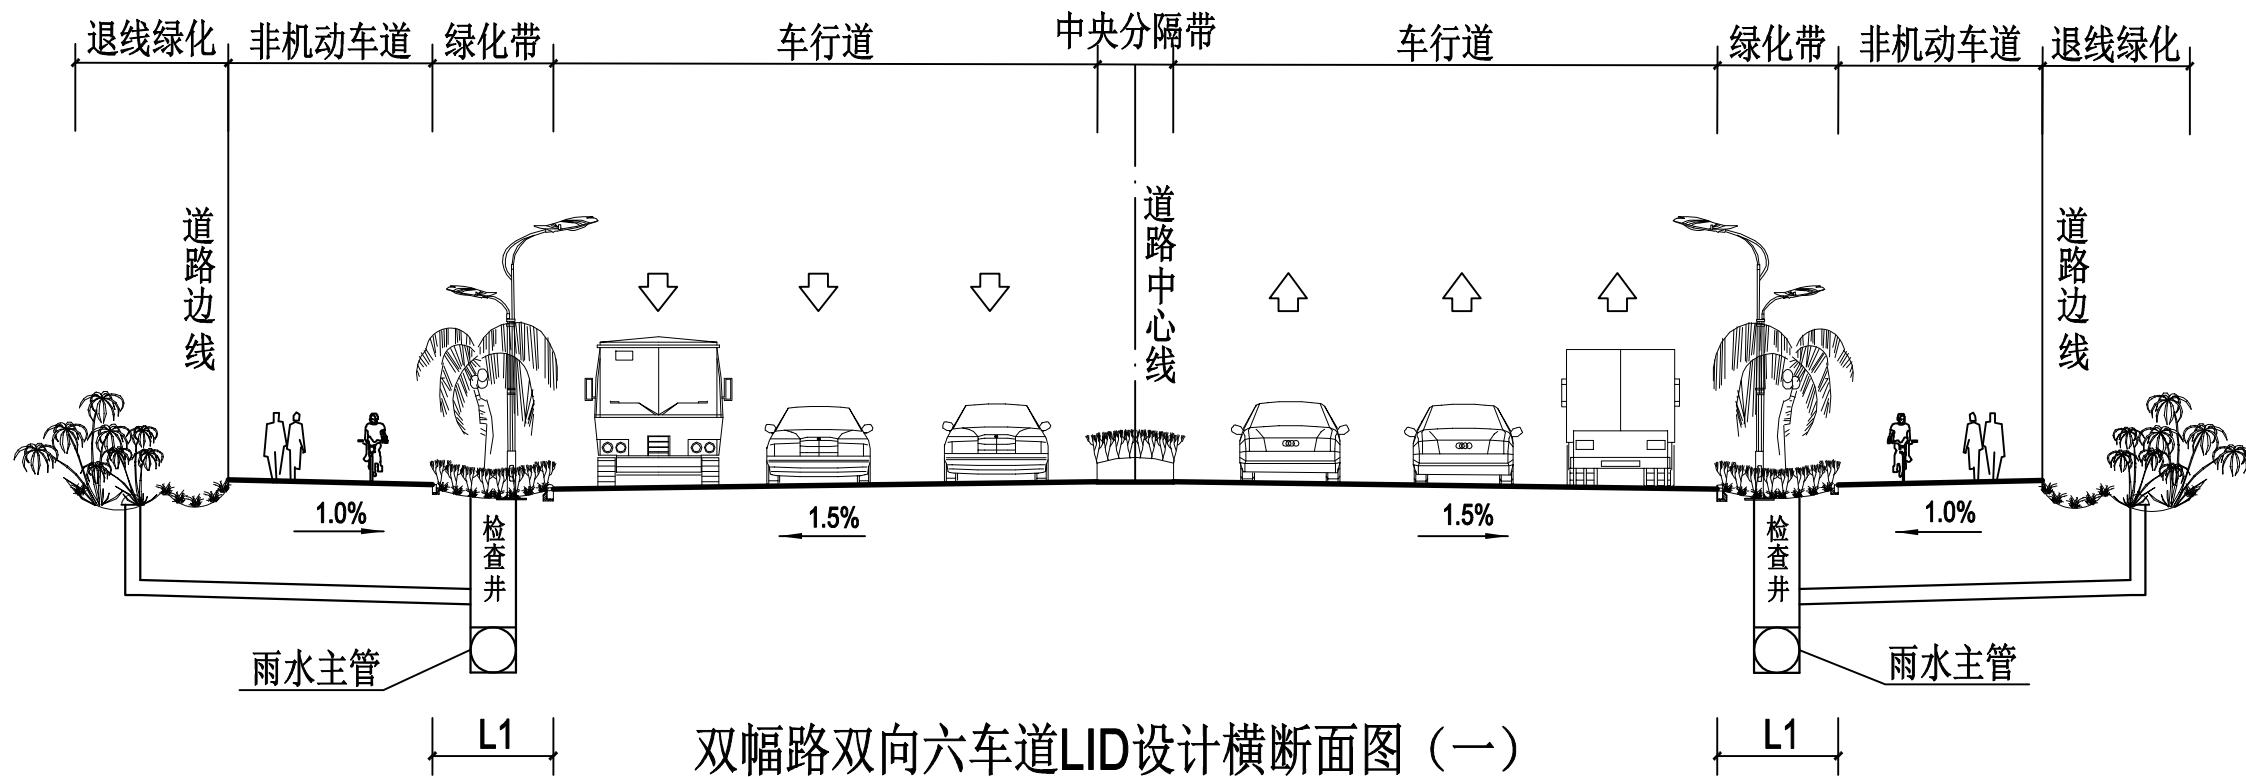 退线绿化 非机动车道 绿化带 车行道 中央分隔带 车行道 绿化带 非机动车道 退线绿化
道路边线
道路中心线
道路边线
1.0%
1.5%
1.5%
1.0%
检查井
检查井
雨水主管
雨水主管
L1
L1
双幅路双向六车道LID设计横断面图（一）